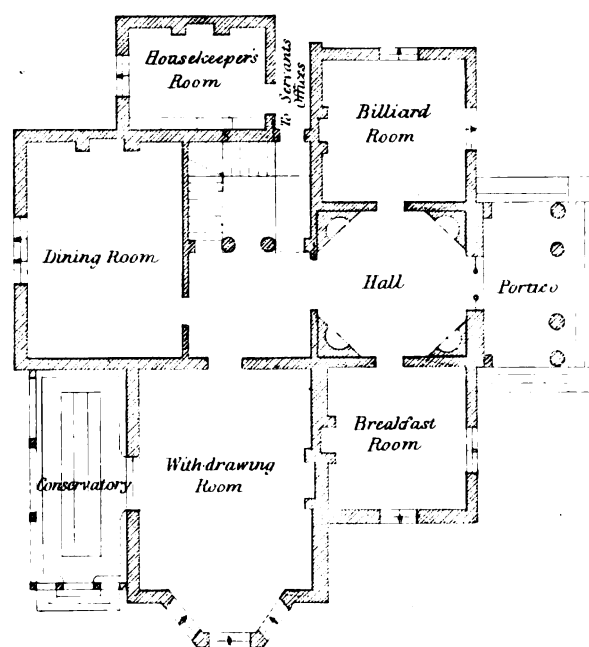 Housekeeper's
Room
To Servants
Offices
Billiard
Room
Dining Room
Hall
Portico
Breakfast
Room
With-drawing
Room
Conservatory